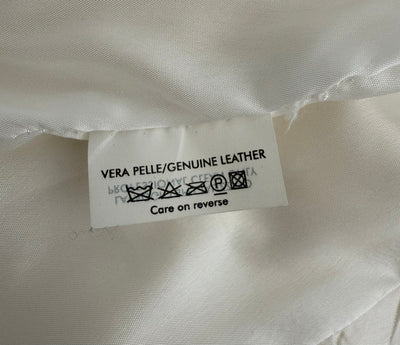 VERA PELLE/GENUINE LEATHER
P
Care on reverse